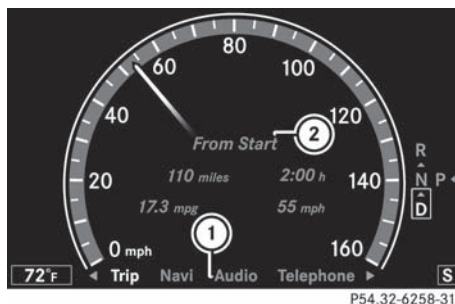 80
60
100
40
120
From Start
2
R
110 miles
2:00 h
20
140
N P
17.3 mpg
55 mph
D
1
0 mph
160
72°F
Trip Navi Audio Telephone
S
P54.32-6258-31